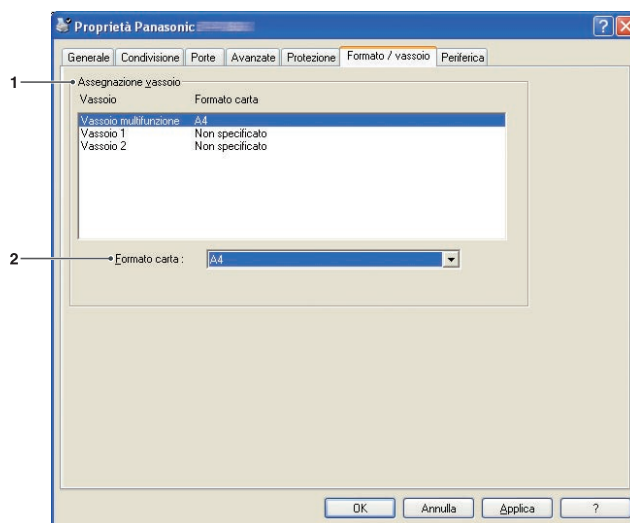 Proprietà Panasonic
?
X
Generale Condivisione Porte Avanzate Protezione Formato / vassoio Periferica
1
Assegnazione vassoio
Vassoio Formato carta
Vassoio multifunzione A4
Vassoio 1 Non specificato
Vassoio 2 Non specificato
2
Formato carta : A4
OK Annulla Applica ?